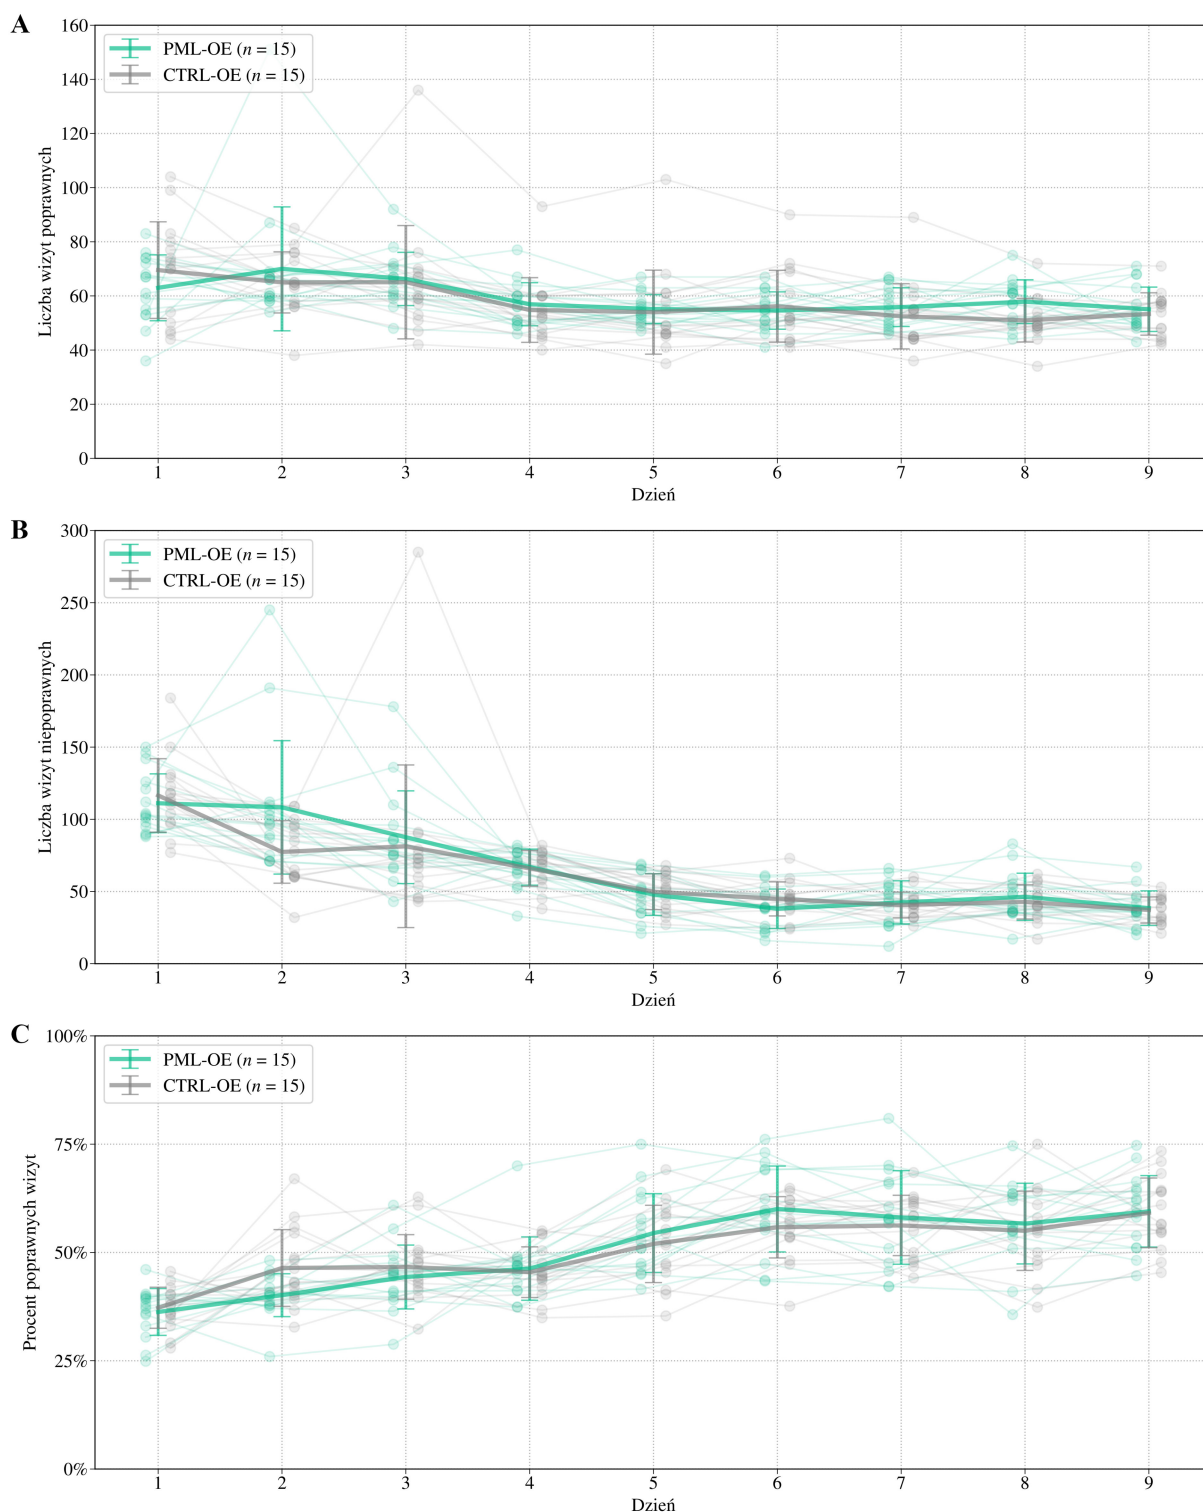 A
160
140
120
100
80
60
40
20
0
Liczba wizyt poprawnych
PML-OE (n = 15)
CTRL-OE (n = 15)
1 2 3 4 5 6 7 8 9
Dzień
B
300
250
200
150
100
50
0
Liczba wizyt niepoprawnych
PML-OE (n = 15)
CTRL-OE (n = 15)
1 2 3 4 5 6 7 8 9
Dzień
C
100%
75%
50%
25%
0%
Procent poprawnych wizyt
PML-OE (n = 15)
CTRL-OE (n = 15)
1 2 3 4 5 6 7 8 9
Dzień